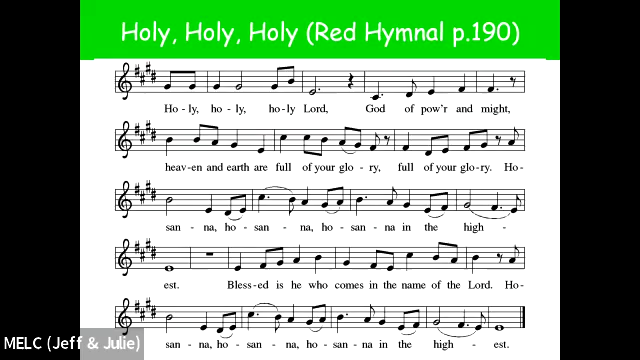 Holy, Holy, Holy (Red Hymnal p.190)
Ho - ly, ho - ly, ho-ly Lord, God of pow'r and might,
heav-en and earth are full of your glo - ry, full of your glo-ry. Ho-
san - na, ho - san - na, ho-san - na in the high -
est. Bless-ed is he who comes in the name of the Lord. Ho-
san - na, ho - san - na, ho-san - na in the high - est.
MELC (Jeff & Julie)